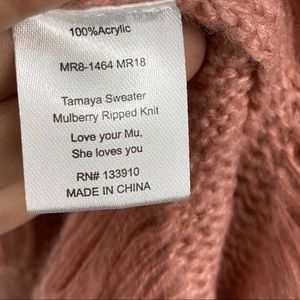 100%Acrylic
MR8-1464 MR18
Tamaya Sweater
Mulberry Ripped Knit
Love your Mu,
She loves you
RN# 133910
MADE IN CHINA